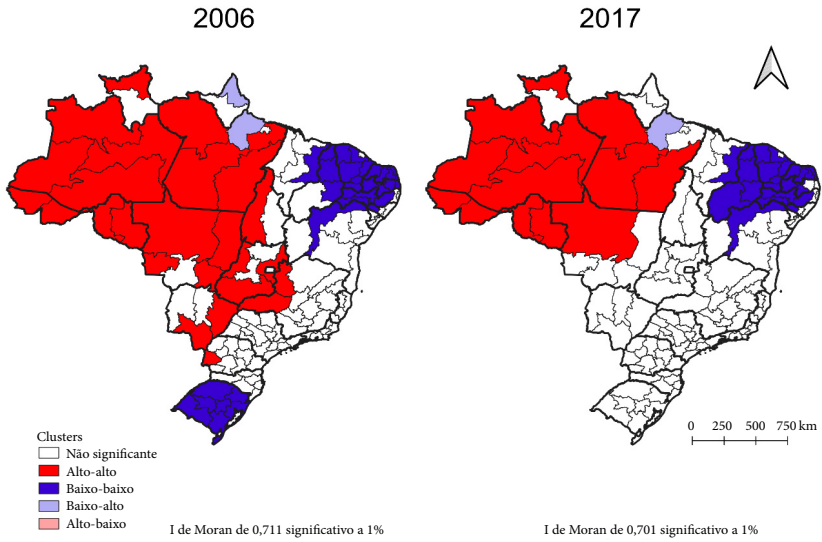 2006
2017
0 250 500 750 km
Clusters
Não significante
Alto-alto
Baixo-baixo
Baixo-alto
Alto-baixo
I de Moran de 0,711 significativo a 1%
I de Moran de 0,701 significativo a 1%